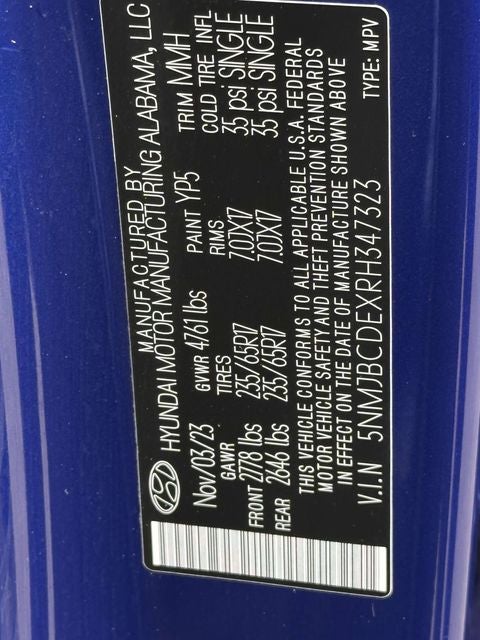 MANUFACTURED BY
HYUNDAI MOTOR MANUFACTURING ALABAMA, LLC
Nov/03/23 GVWR 4761 lbs PAINT YP5 TRIM MMH
GAWR TIRES RIMS COLD TIRE INFL
FRONT 2778 lbs 235/65R17 7.0JX17 35 psi: SINGLE
REAR 2646 lbs 235/65R17 7.0JX17 35 psi: SINGLE
THIS VEHICLE CONFORMS TO ALL APPLICABLE U.S.A. FEDERAL
MOTOR VEHICLE SAFETY AND THEFT PREVENTION STANDARDS
IN EFFECT ON THE DATE OF MANUFACTURE SHOWN ABOVE
V.I.N 5NMJBCDEXRH347323 TYPE: MPV